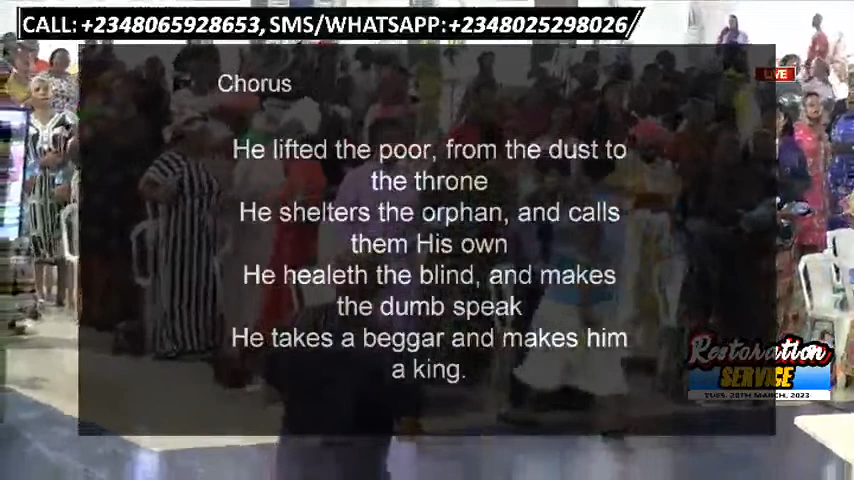 CALL: +2348065928653, SMS/WHATSAPP: +2348025298026
LIVE
Chorus
He lifted the poor, from the dust to
the throne
He shelters the orphan, and calls
them His own
He healeth the blind, and makes
the dumb speak
He takes a beggar and makes him
a king.
Restoration
SERVICE
TUES. 28TH MARCH, 2023